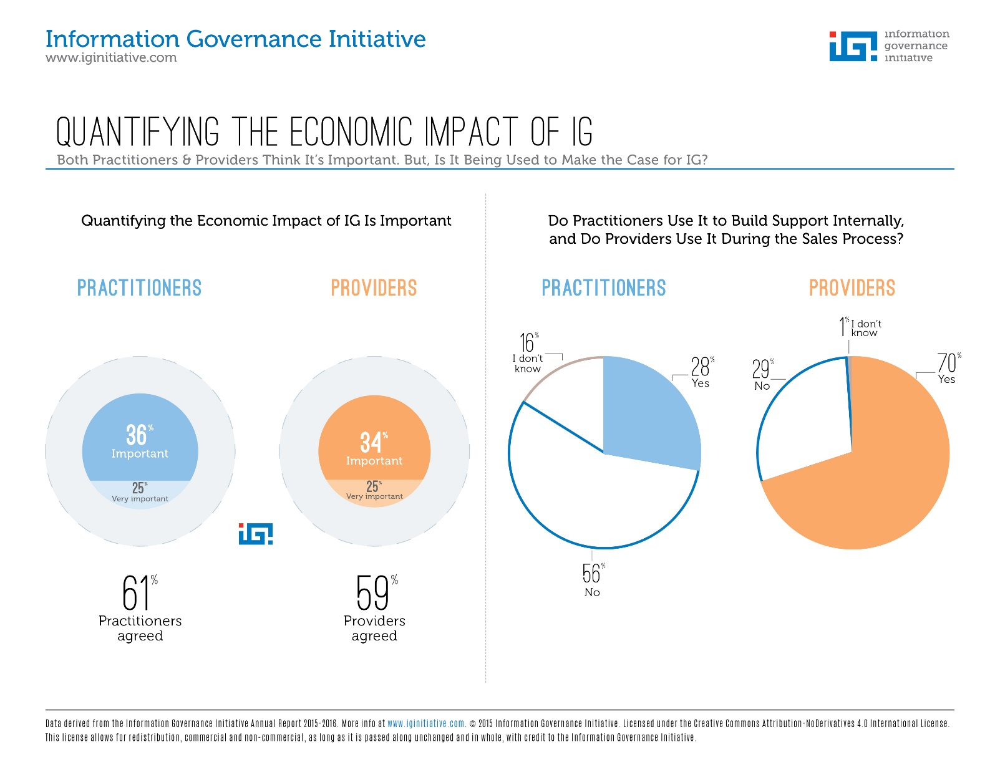 Information Governance Initiative
www.iginitiative.com
iG!
information
governance
initiative
QUANTIFYING THE ECONOMIC IMPACT OF IG
Both Practitioners & Providers Think It's Important. But, Is It Being Used to Make the Case for IG?
Quantifying the Economic Impact of IG Is Important
PRACTITIONERS
PROVIDERS
36%
Important
25%
Very important
34%
Important
25%
Very important
iG!
61%
Practitioners
agreed
59%
Providers
agreed
Do Practitioners Use It to Build Support Internally,
and Do Providers Use It During the Sales Process?
PRACTITIONERS
PROVIDERS
16%
I don't
know
28%
Yes
56%
No
1% I don't
know
29%
No
70%
Yes
Data derived from the Information Governance Initiative Annual Report 2015-2016. More info at www.iginitiative.com. © 2015 Information Governance Initiative. Licensed under the Creative Commons Attribution-NoDerivatives 4.0 International License.
This license allows for redistribution, commercial and non-commercial, as long as it is passed along unchanged and in whole, with credit to the Information Governance Initiative.